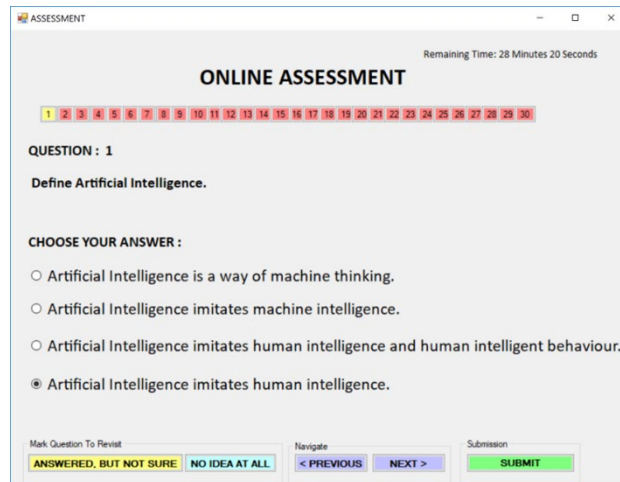 ASSESSMENT
Remaining Time: 28 Minutes 20 Seconds
ONLINE ASSESSMENT
1 2 3 4 5 6 7 8 9 10 11 12 13 14 15 16 17 18 19 20 21 22 23 24 25 26 27 28 29 30
QUESTION : 1
Define Artificial Intelligence.
CHOOSE YOUR ANSWER :
Artificial Intelligence is a way of machine thinking.
Artificial Intelligence imitates machine intelligence.
Artificial Intelligence imitates human intelligence and human intelligent behaviour.
Artificial Intelligence imitates human intelligence.
Mark Question To Revisit Navigate Submission
ANSWERED, BUT NOT SURE NO IDEA AT ALL < PREVIOUS NEXT > SUBMIT